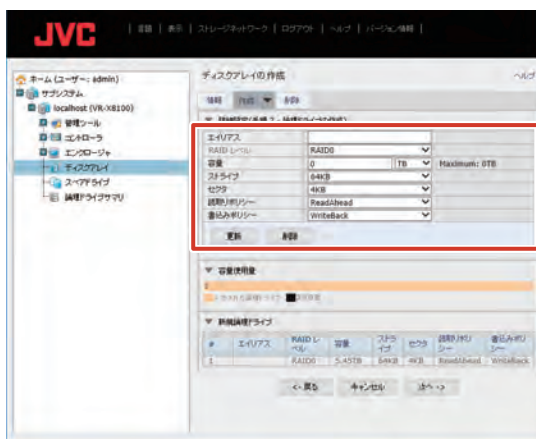 JVC
| 言語 | 表示 | ストレージネットワーク | ログアウト | ヘルプ | バージョン情報 |
ホーム (ユーザー: admin)
サブシステム
localhost (VR-X8100)
管理ツール
コントローラ
エンクロージャ
ディスクアレイ
スペアドライブ
論理ドライブサマリ
ディスクアレイの作成
ヘルプ
情報 作成 ▼ 削除
エイリアス
RAID レベル RAID0
容量 0 TB Maximum: 0TB
ストライプ 64KB
セクタ 4KB
読取りポリシー ReadAhead
書込みポリシー WriteBack
更新 削除
▼ 容量使用量
▼ 新規論理ドライブ
# エイリアス RAID レベル 容量 ストライプ セクタ 読取りポリシー 書込みポリシー
1 RAID0 5.45TB 64KB 4KB ReadAhead WriteBack
<- 戻る キャンセル 次へ ->